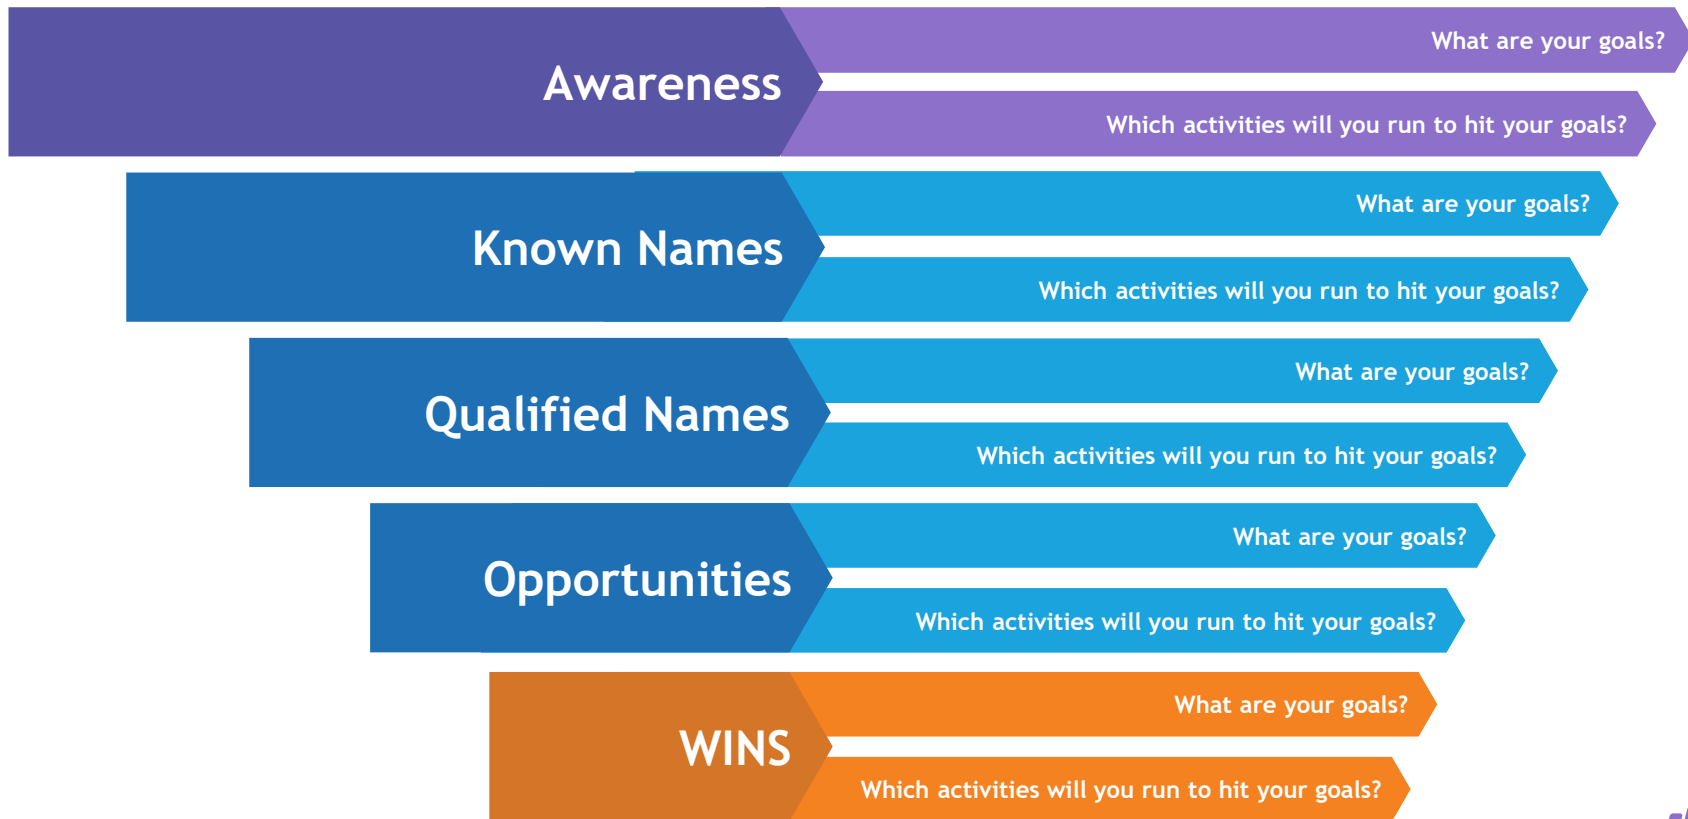 Awareness
What are your goals?
Which activities will you run to hit your goals?
Known Names
What are your goals?
Which activities will you run to hit your goals?
Qualified Names
What are your goals?
Which activities will you run to hit your goals?
Opportunities
What are your goals?
Which activities will you run to hit your goals?
WINS
What are your goals?
Which activities will you run to hit your goals?